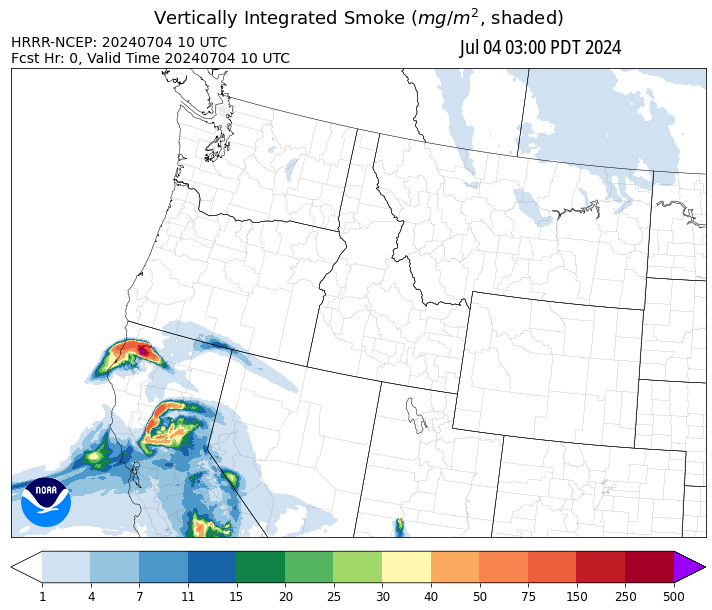 Vertically Integrated Smoke (mg/m², shaded)
HRRR-NCEP: 20240704 10 UTC
Fcst Hr: 0, Valid Time 20240704 10 UTC
Jul 04 03:00 PDT 2024
NOAA
1 4 7 11 15 20 25 30 40 50 75 150 250 500